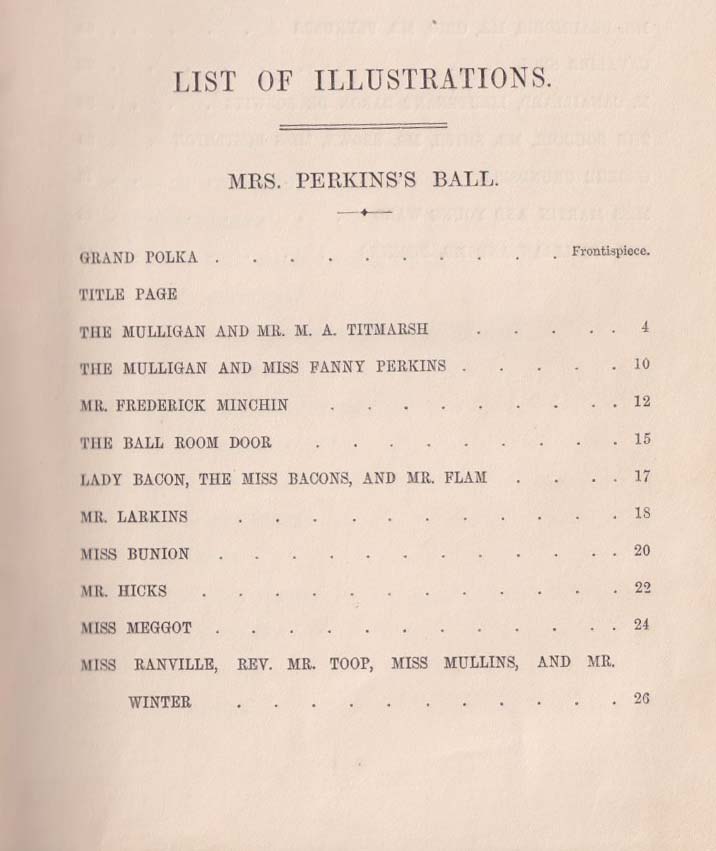 LIST OF ILLUSTRATIONS.
MRS. PERKINS'S BALL.
GRAND POLKA . . . . . . . . . . Frontispiece.
TITLE PAGE
THE MULLIGAN AND MR. M. A. TITMARSH . . . . . 4
THE MULLIGAN AND MISS FANNY PERKINS . . . . . 10
MR. FREDERICK MINCHIN . . . . . . . . . 12
THE BALL ROOM DOOR . . . . . . . . . 15
LADY BACON, THE MISS BACONS, AND MR. FLAM . . . . 17
MR. LARKINS . . . . . . . . . . . 18
MISS BUNION . . . . . . . . . . . . 20
MR. HICKS . . . . . . . . . . . . 22
MISS MEGGOT . . . . . . . . . . . . 24
MISS RANVILLE, REV. MR. TOOP, MISS MULLINS, AND MR.
WINTER . . . . . . . . . . . 26